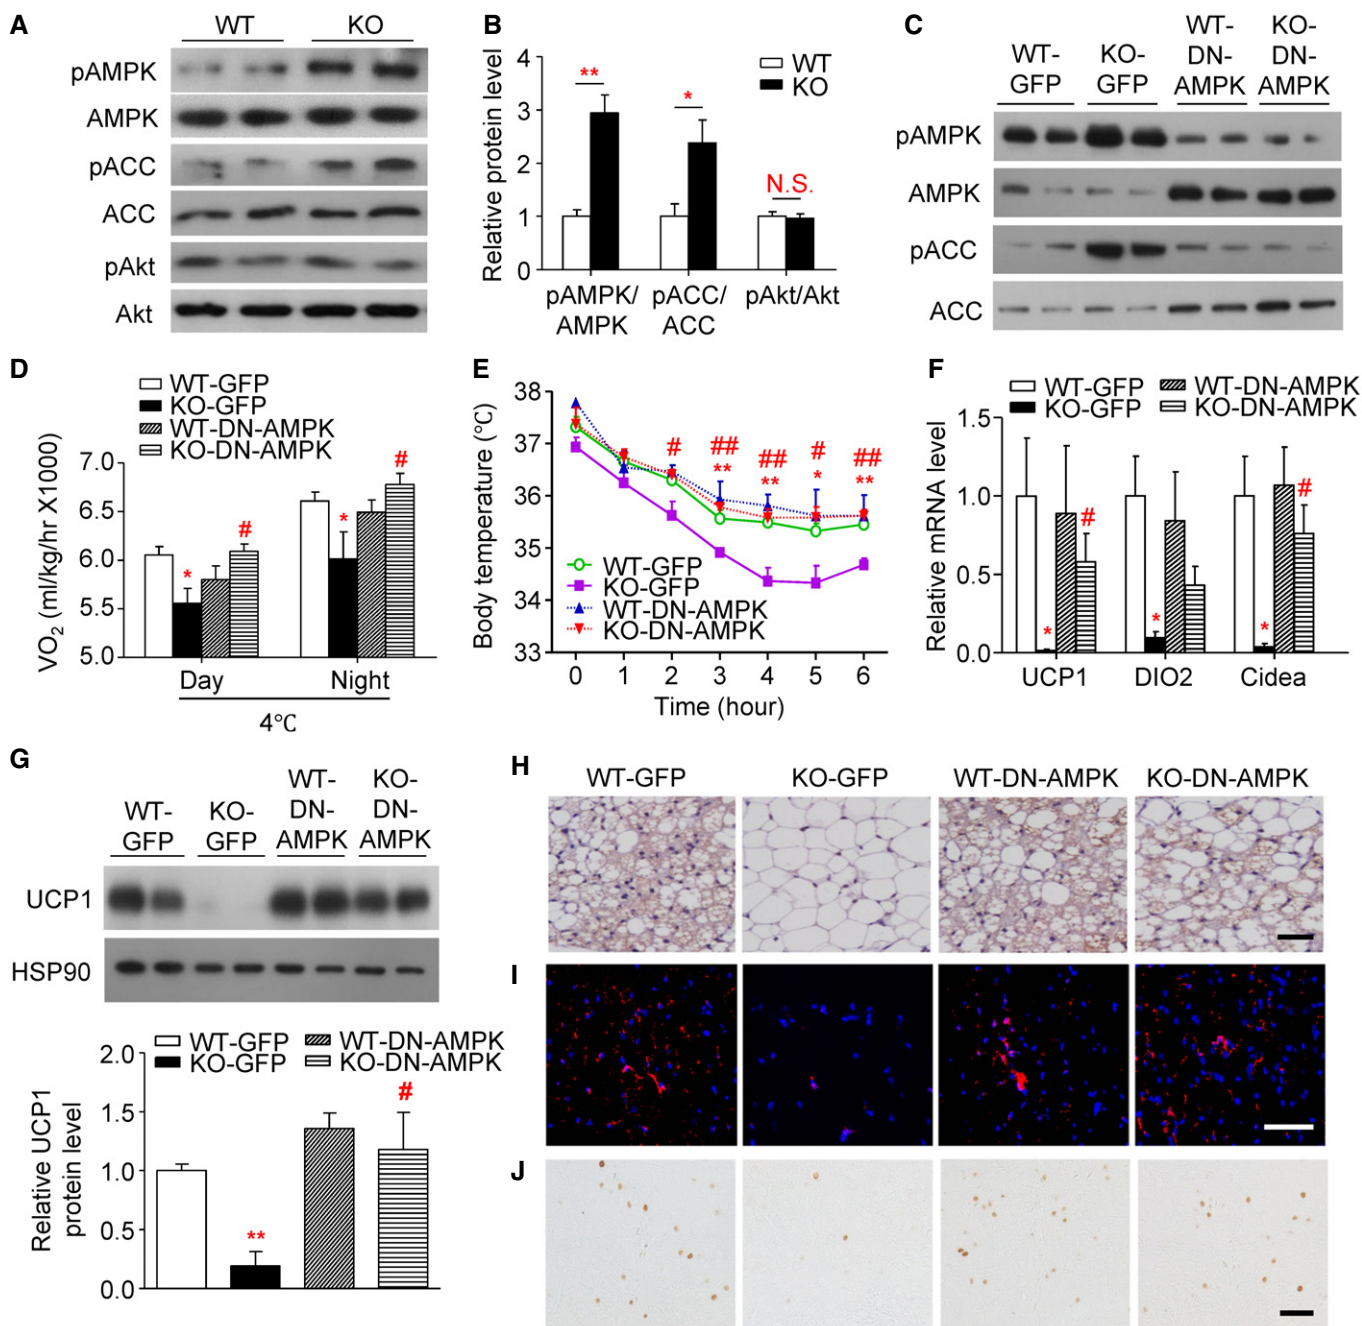 A
WT KO
pAMPK
AMPK
pACC
ACC
pAkt
Akt
B
WT
KO
Relative protein level
4
3
2
1
0
**
*
N.S.
pAMPK/
AMPK
pACC/
ACC
pAkt/Akt
C
WT-
GFP
KO-
GFP
WT-
DN-
AMPK
KO-
DN-
AMPK
pAMPK
AMPK
pACC
ACC
D
WT-GFP
KO-GFP
WT-DN-AMPK
KO-DN-AMPK
VO2 (ml/kg/hr X1000)
7.0
6.5
6.0
5.5
5.0
*
#
*
#
Day Night
4°C
E
Body temperature (°C)
38
37
36
35
34
33
# ## ## # ##
** ** * **
WT-GFP
KO-GFP
WT-DN-AMPK
KO-DN-AMPK
0 1 2 3 4 5 6
Time (hour)
F
WT-GFP WT-DN-AMPK
KO-GFP KO-DN-AMPK
Relative mRNA level
1.5
1.0
0.5
0.0
*
#
*
*
#
UCP1 DIO2 Cidea
G
WT-
GFP
KO-
GFP
WT-
DN-
AMPK
KO-
DN-
AMPK
UCP1
HSP90
WT-GFP WT-DN-AMPK
KO-GFP KO-DN-AMPK
Relative UCP1
protein level
2.0
1.5
1.0
0.5
0.0
**
#
H
WT-GFP KO-GFP WT-DN-AMPK KO-DN-AMPK
I
J